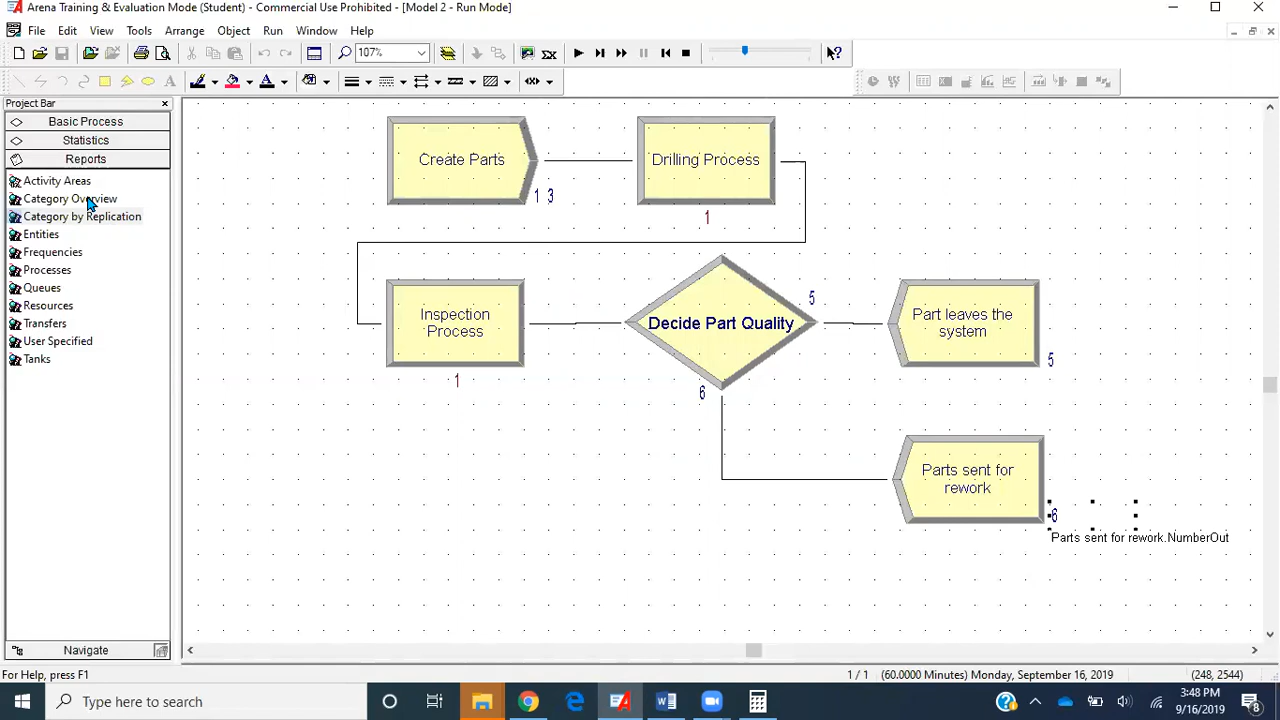 Arena Training & Evaluation Mode (Student) - Commercial Use Prohibited - [Model 2 - Run Mode]
File Edit View Tools Arrange Object Run Window Help
107%
Project Bar
Basic Process
Statistics
Reports
Activity Areas
Category Overview
Category by Replication
Entities
Frequencies
Processes
Queues
Resources
Transfers
User Specified
Tanks
Navigate
Create Parts
1 3
Drilling Process
1
Inspection
Process
1
Decide Part Quality
5
6
Part leaves the
system
5
Parts sent for
rework
6
Parts sent for rework.NumberOut
For Help, press F1
1 / 1
(60.0000 Minutes) Monday, September 16, 2019
(248, 2544)
Type here to search
3:48 PM
9/16/2019
8